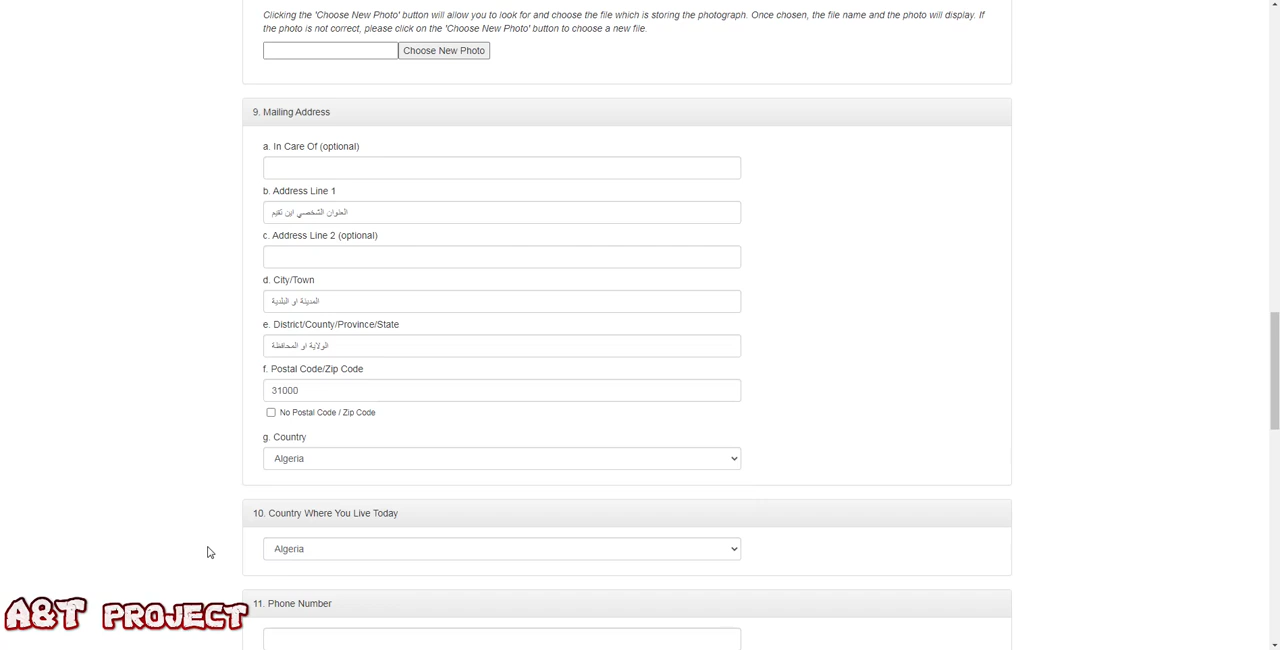 Clicking the 'Choose New Photo' button will allow you to look for and choose the file which is storing the photograph. Once chosen, the file name and the photo will display. If
the photo is not correct, please click on the 'Choose New Photo' button to choose a new file.
Choose New Photo
9. Mailing Address
a. In Care Of (optional)
b. Address Line 1
العنوان الشخصي اين تقيم
c. Address Line 2 (optional)
d. City/Town
المدينة او البلدية
e. District/County/Province/State
الولاية او المحافظة
f. Postal Code/Zip Code
31000
No Postal Code / Zip Code
g. Country
Algeria
10. Country Where You Live Today
Algeria
A&T PROJECT
11. Phone Number